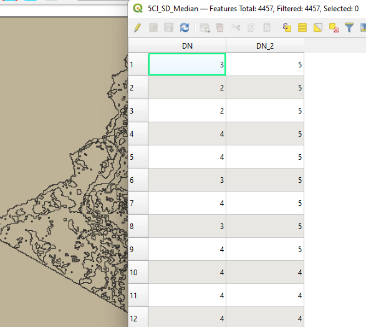 5CI_SD_Median — Features Total: 4457, Filtered: 4457, Selected: 0
DN DN_2
1 3 5
2 2 5
3 2 5
4 4 5
5 4 5
6 3 5
7 4 5
8 3 5
9 4 5
10 4 4
11 4 4
12 4 4